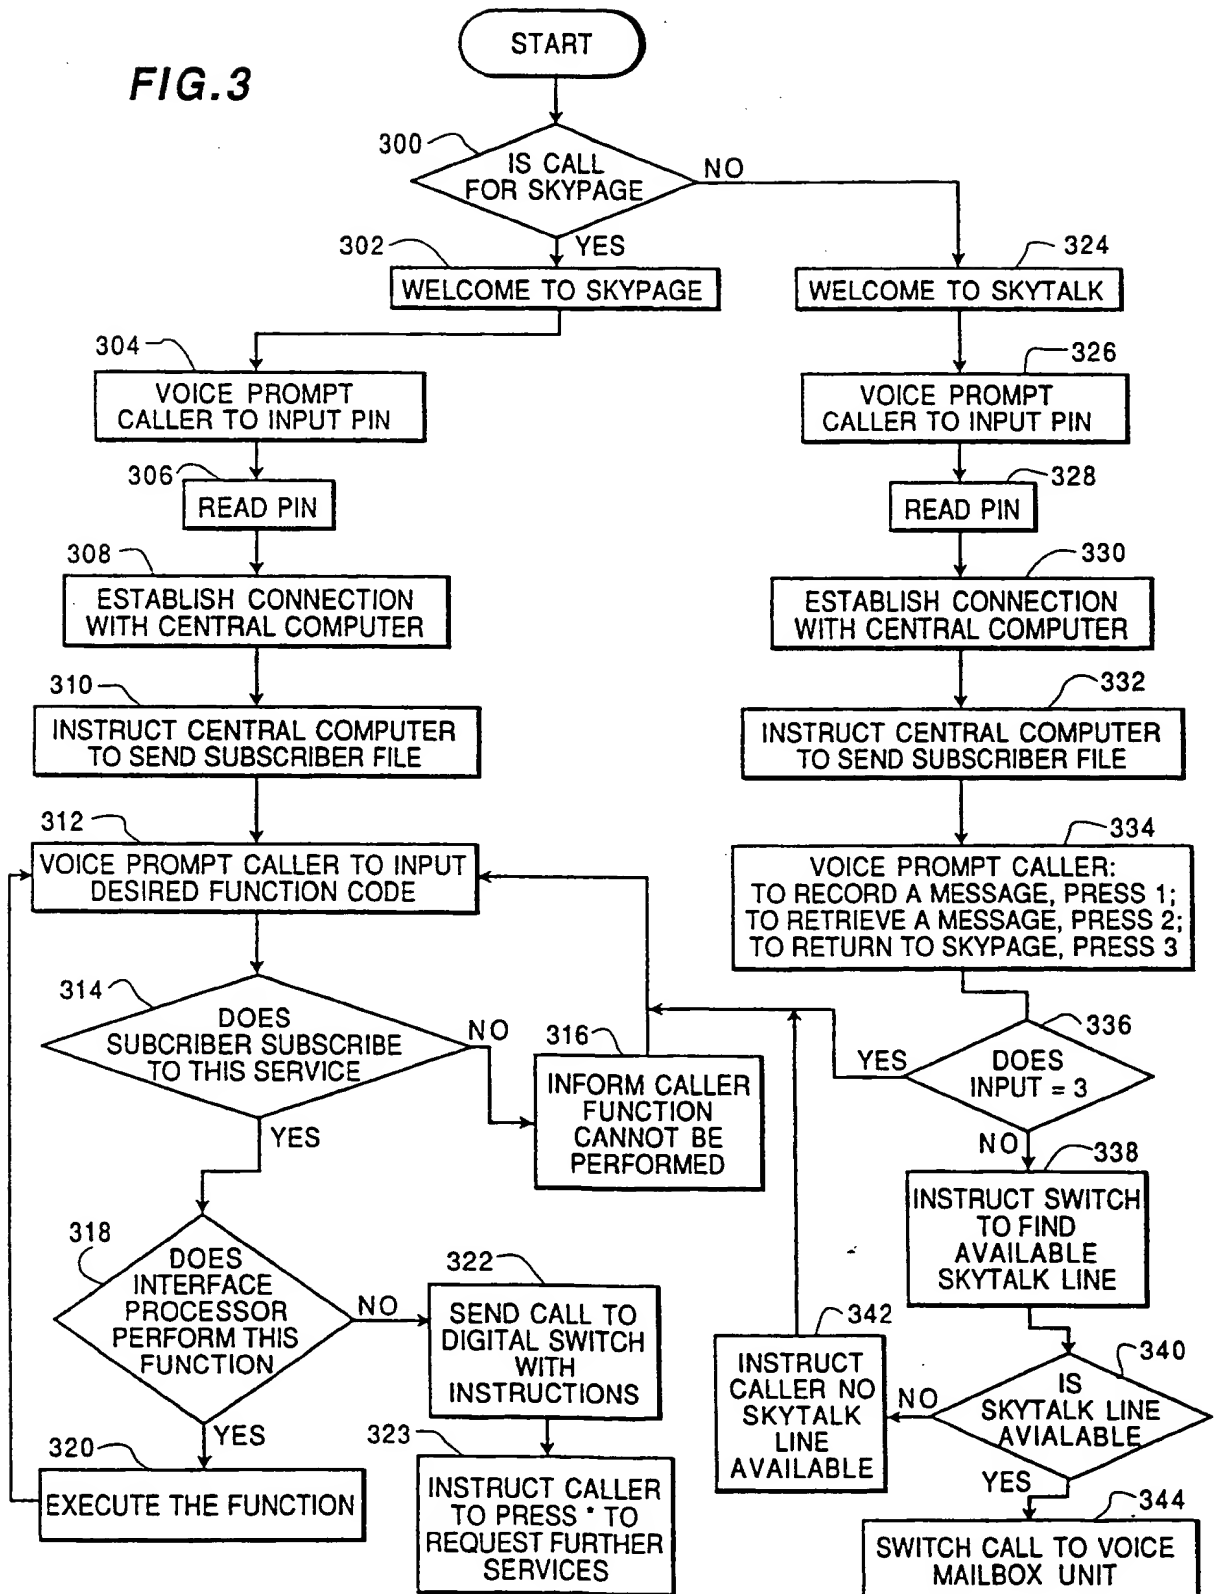 FIG.3
START
300
IS CALL
FOR SKYPAGE
NO
YES
302
WELCOME TO SKYPAGE
324
WELCOME TO SKYTALK
304
VOICE PROMPT
CALLER TO INPUT PIN
326
VOICE PROMPT
CALLER TO INPUT PIN
306
READ PIN
328
READ PIN
308
ESTABLISH CONNECTION
WITH CENTRAL COMPUTER
330
ESTABLISH CONNECTION
WITH CENTRAL COMPUTER
310
INSTRUCT CENTRAL COMPUTER
TO SEND SUBSCRIBER FILE
332
INSTRUCT CENTRAL COMPUTER
TO SEND SUBSCRIBER FILE
312
VOICE PROMPT CALLER TO INPUT
DESIRED FUNCTION CODE
334
VOICE PROMPT CALLER:
TO RECORD A MESSAGE, PRESS 1;
TO RETRIEVE A MESSAGE, PRESS 2;
TO RETURN TO SKYPAGE, PRESS 3
314
DOES
SUBCRIBER SUBSCRIBE
TO THIS SERVICE
NO
YES
316
INFORM CALLER
FUNCTION
CANNOT BE
PERFORMED
336
DOES
INPUT = 3
YES
NO
338
INSTRUCT SWITCH
TO FIND
AVAILABLE
SKYTALK LINE
318
DOES
INTERFACE
PROCESSOR
PERFORM THIS
FUNCTION
NO
YES
322
SEND CALL TO
DIGITAL SWITCH
WITH
INSTRUCTIONS
342
INSTRUCT
CALLER NO
SKYTALK
LINE
AVAILABLE
340
IS
SKYTALK LINE
AVIALABLE
NO
YES
320
EXECUTE THE FUNCTION
323
INSTRUCT CALLER
TO PRESS * TO
REQUEST FURTHER
SERVICES
344
SWITCH CALL TO VOICE
MAILBOX UNIT